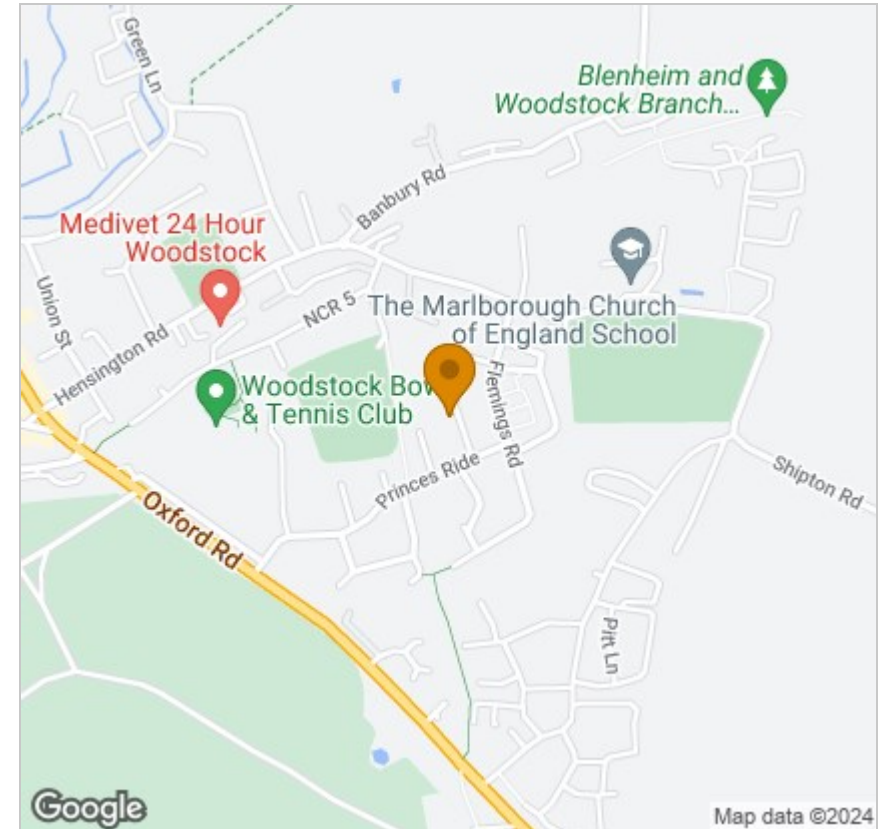 Green Ln
Blenheim and
Woodstock Branch...
Banbury Rd
Medivet 24 Hour
Woodstock
Union St
NCR 5
The Marlborough Church
of England School
Hensington Rd
Flemings Rd
Woodstock Bow
& Tennis Club
Princes Ride
Shipton Rd
Oxford Rd
Pitt Ln
Google
Map data ©2024